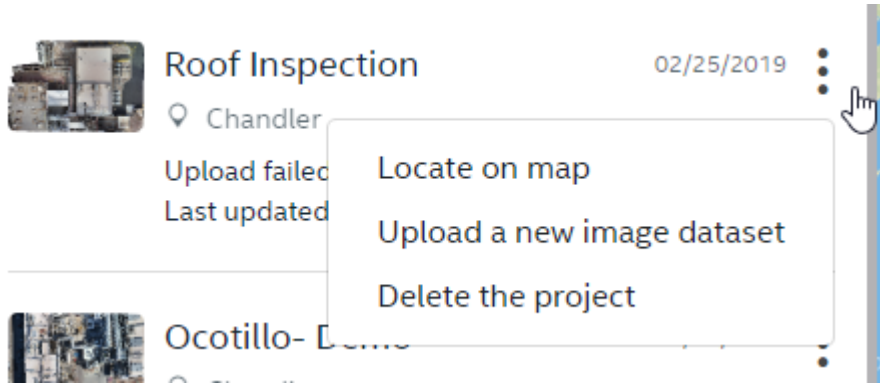 Roof Inspection 02/25/2019
Chandler
Upload failed
Last updated
Locate on map
Upload a new image dataset
Delete the project
Ocotillo- Demo